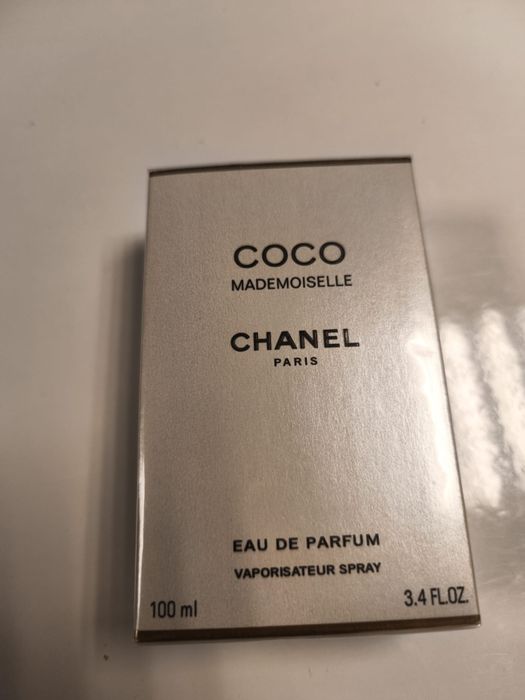 COCO
MADEMOISELLE
CHANEL
PARIS
EAU DE PARFUM
VAPORISATEUR SPRAY
100 ml 3.4 FL.OZ.